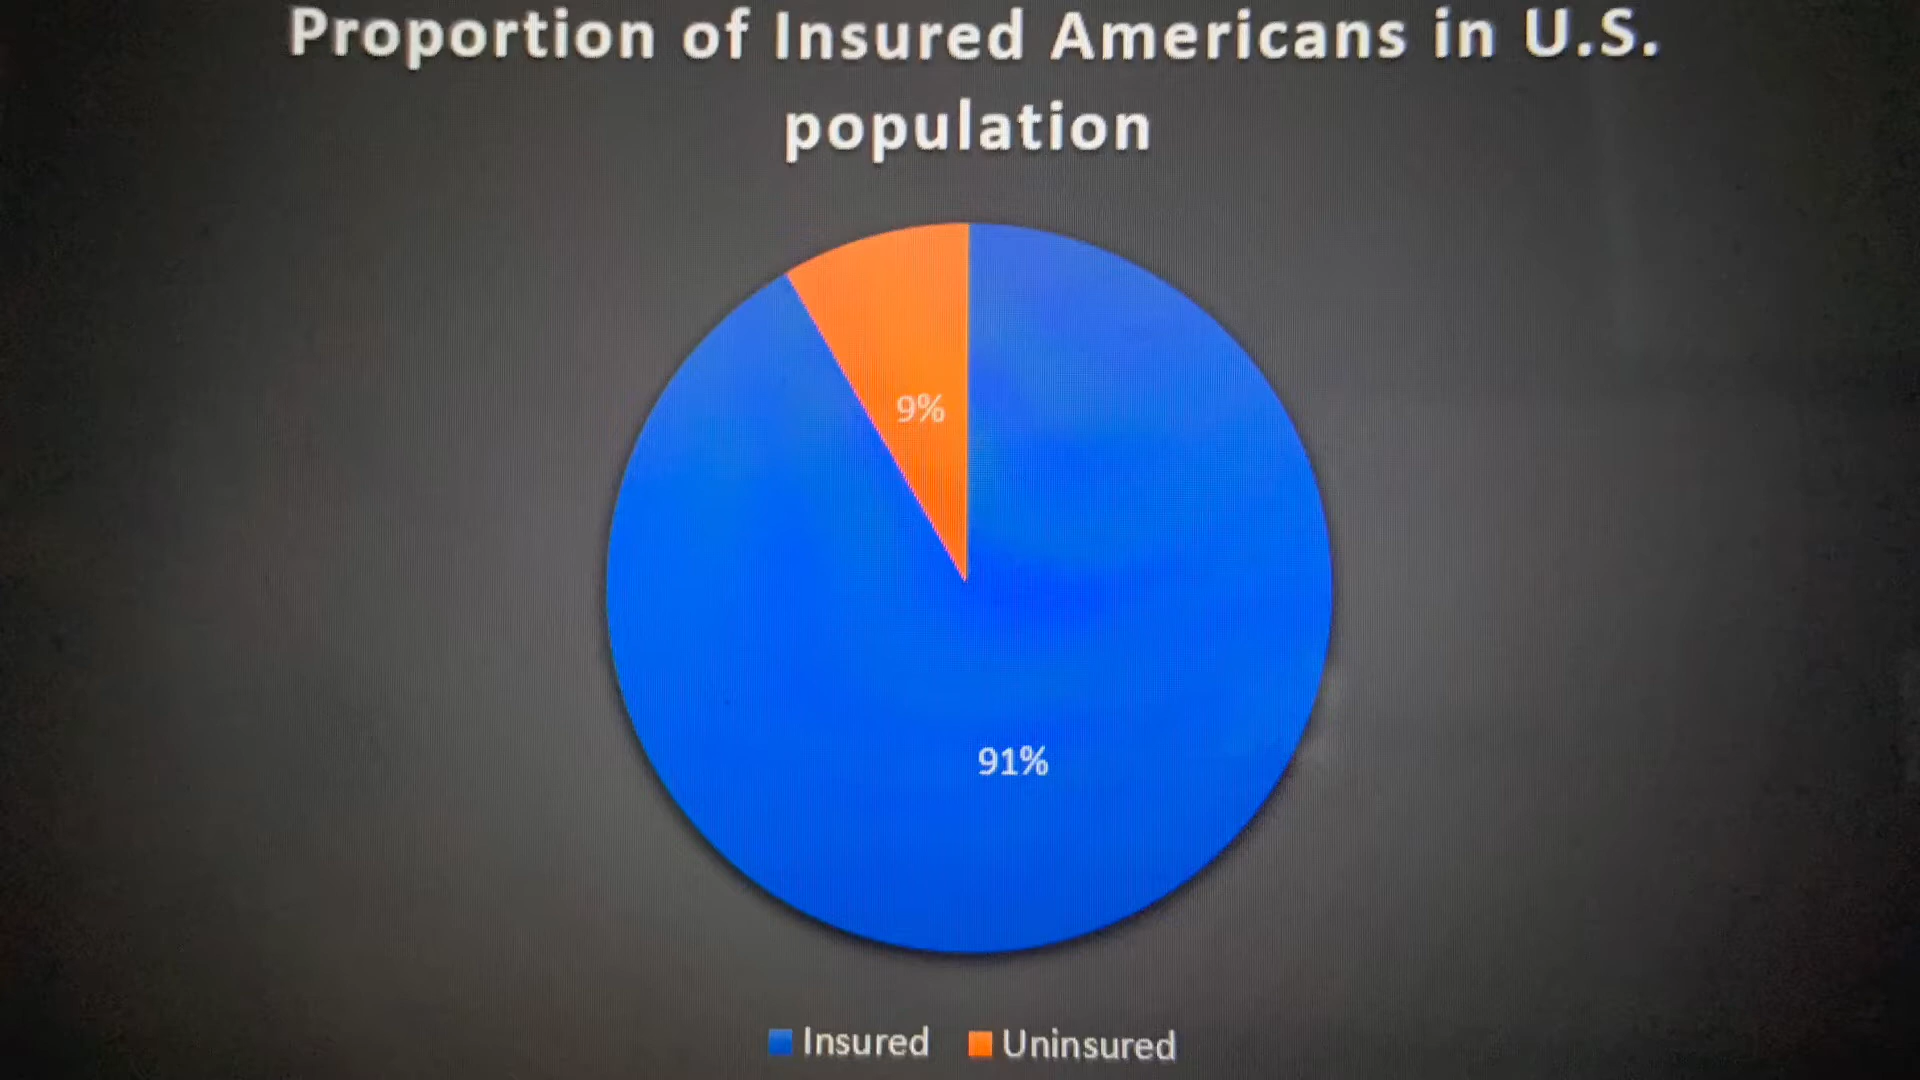 Proportion of Insured Americans in U.S.
population
9%
91%
Insured
Uninsured